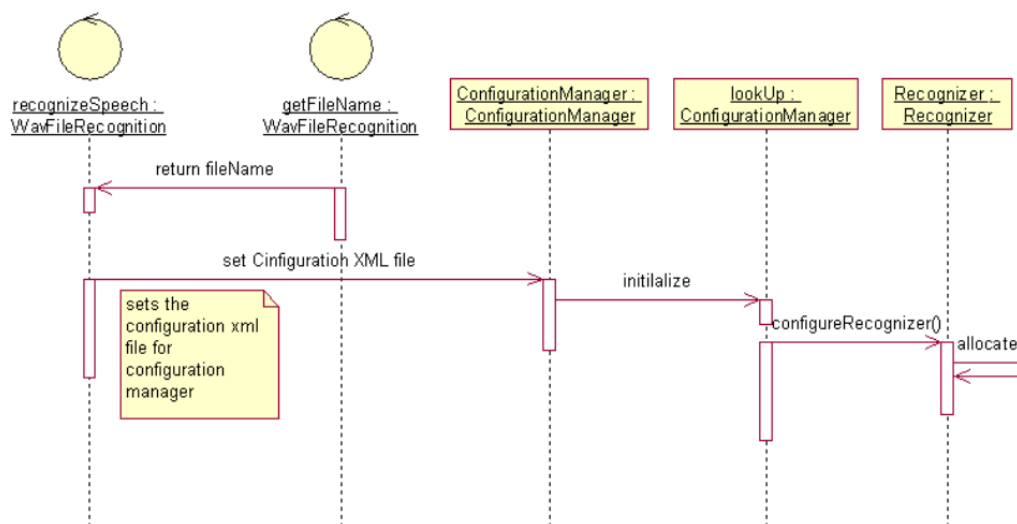 recognizeSpeech :
WavFileRecognition
getFileName :
WavFileRecognition
ConfigurationManager :
ConfigurationManager
lookUp :
ConfigurationManager
Recognizer :
Recognizer
return fileName
set Cinfiguration XML file
sets the
configuration xml
file for
configuration
manager
initilalize
configureRecognizer()
allocate